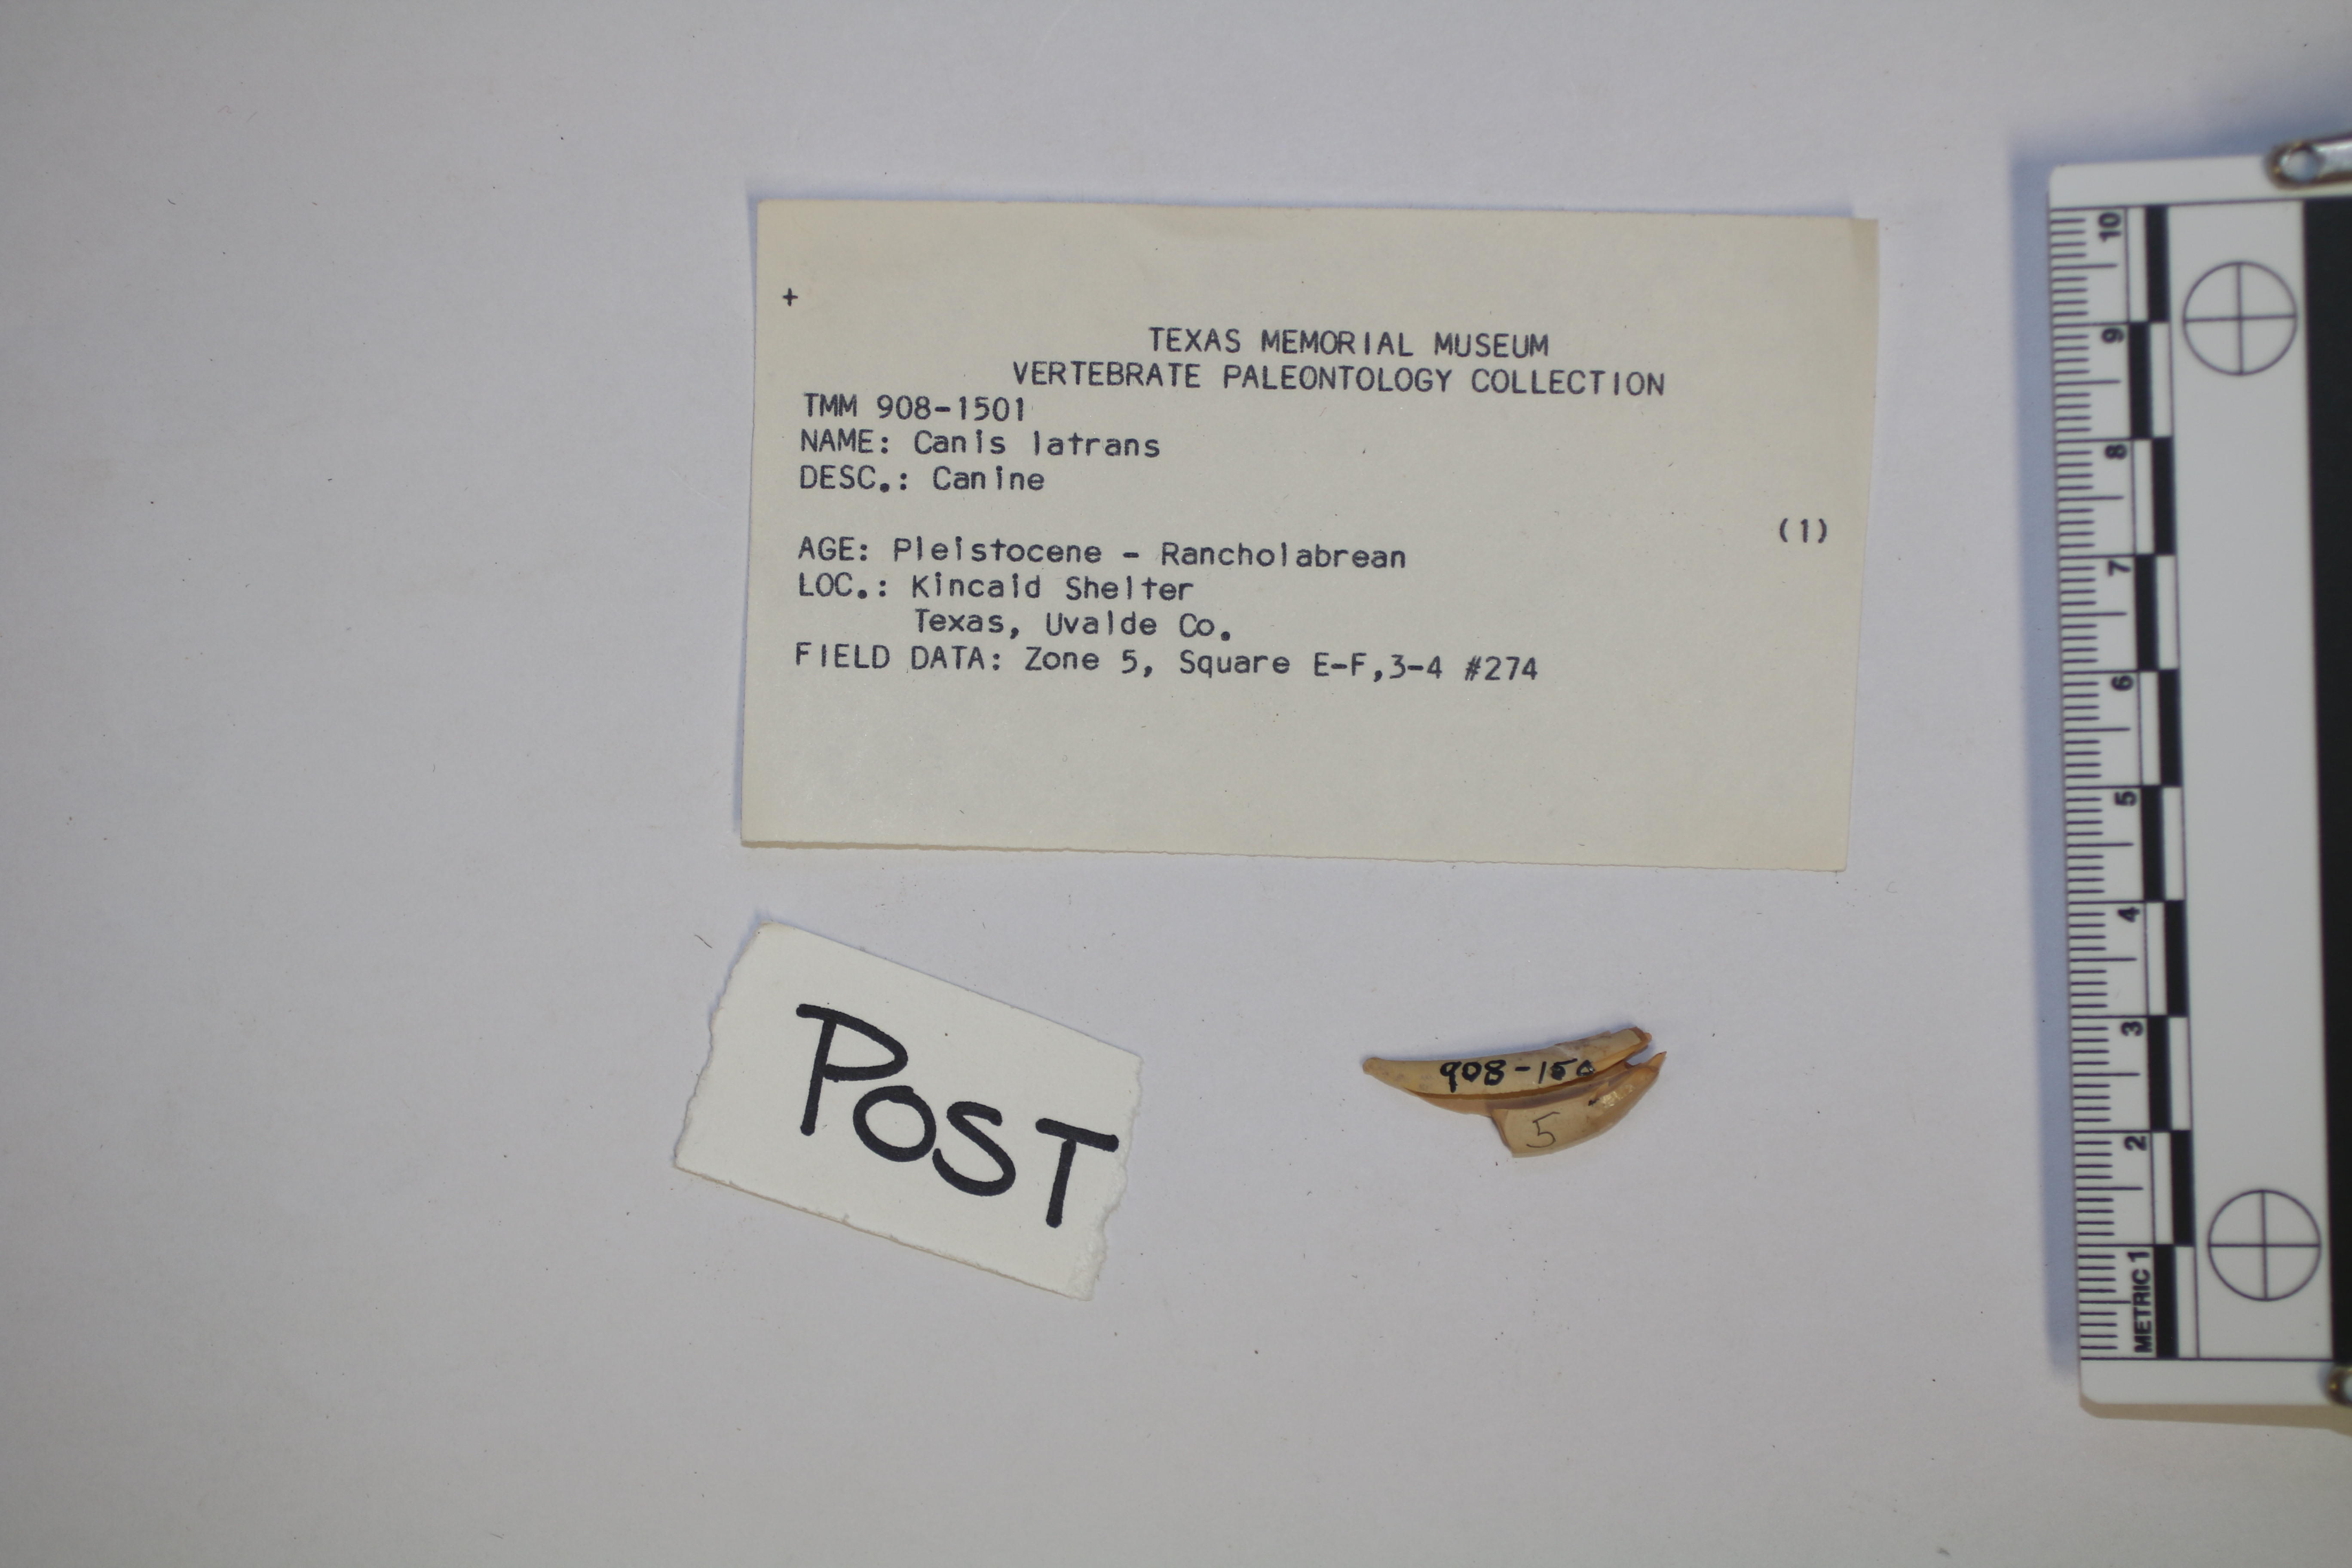 +
TEXAS MEMORIAL MUSEUM
VERTEBRATE PALEONTOLOGY COLLECTION
TMM 908-1501
NAME: Canis latrans
DESC.: Canine
(1)
AGE: Pleistocene - Rancholabrean
LOC.: Kincaid Shelter
Texas, Uvalde Co.
FIELD DATA: Zone 5, Square E-F,3-4 #274
POST
908-150
5
10
9
8
7
6
5
4
3
2
METRIC 1